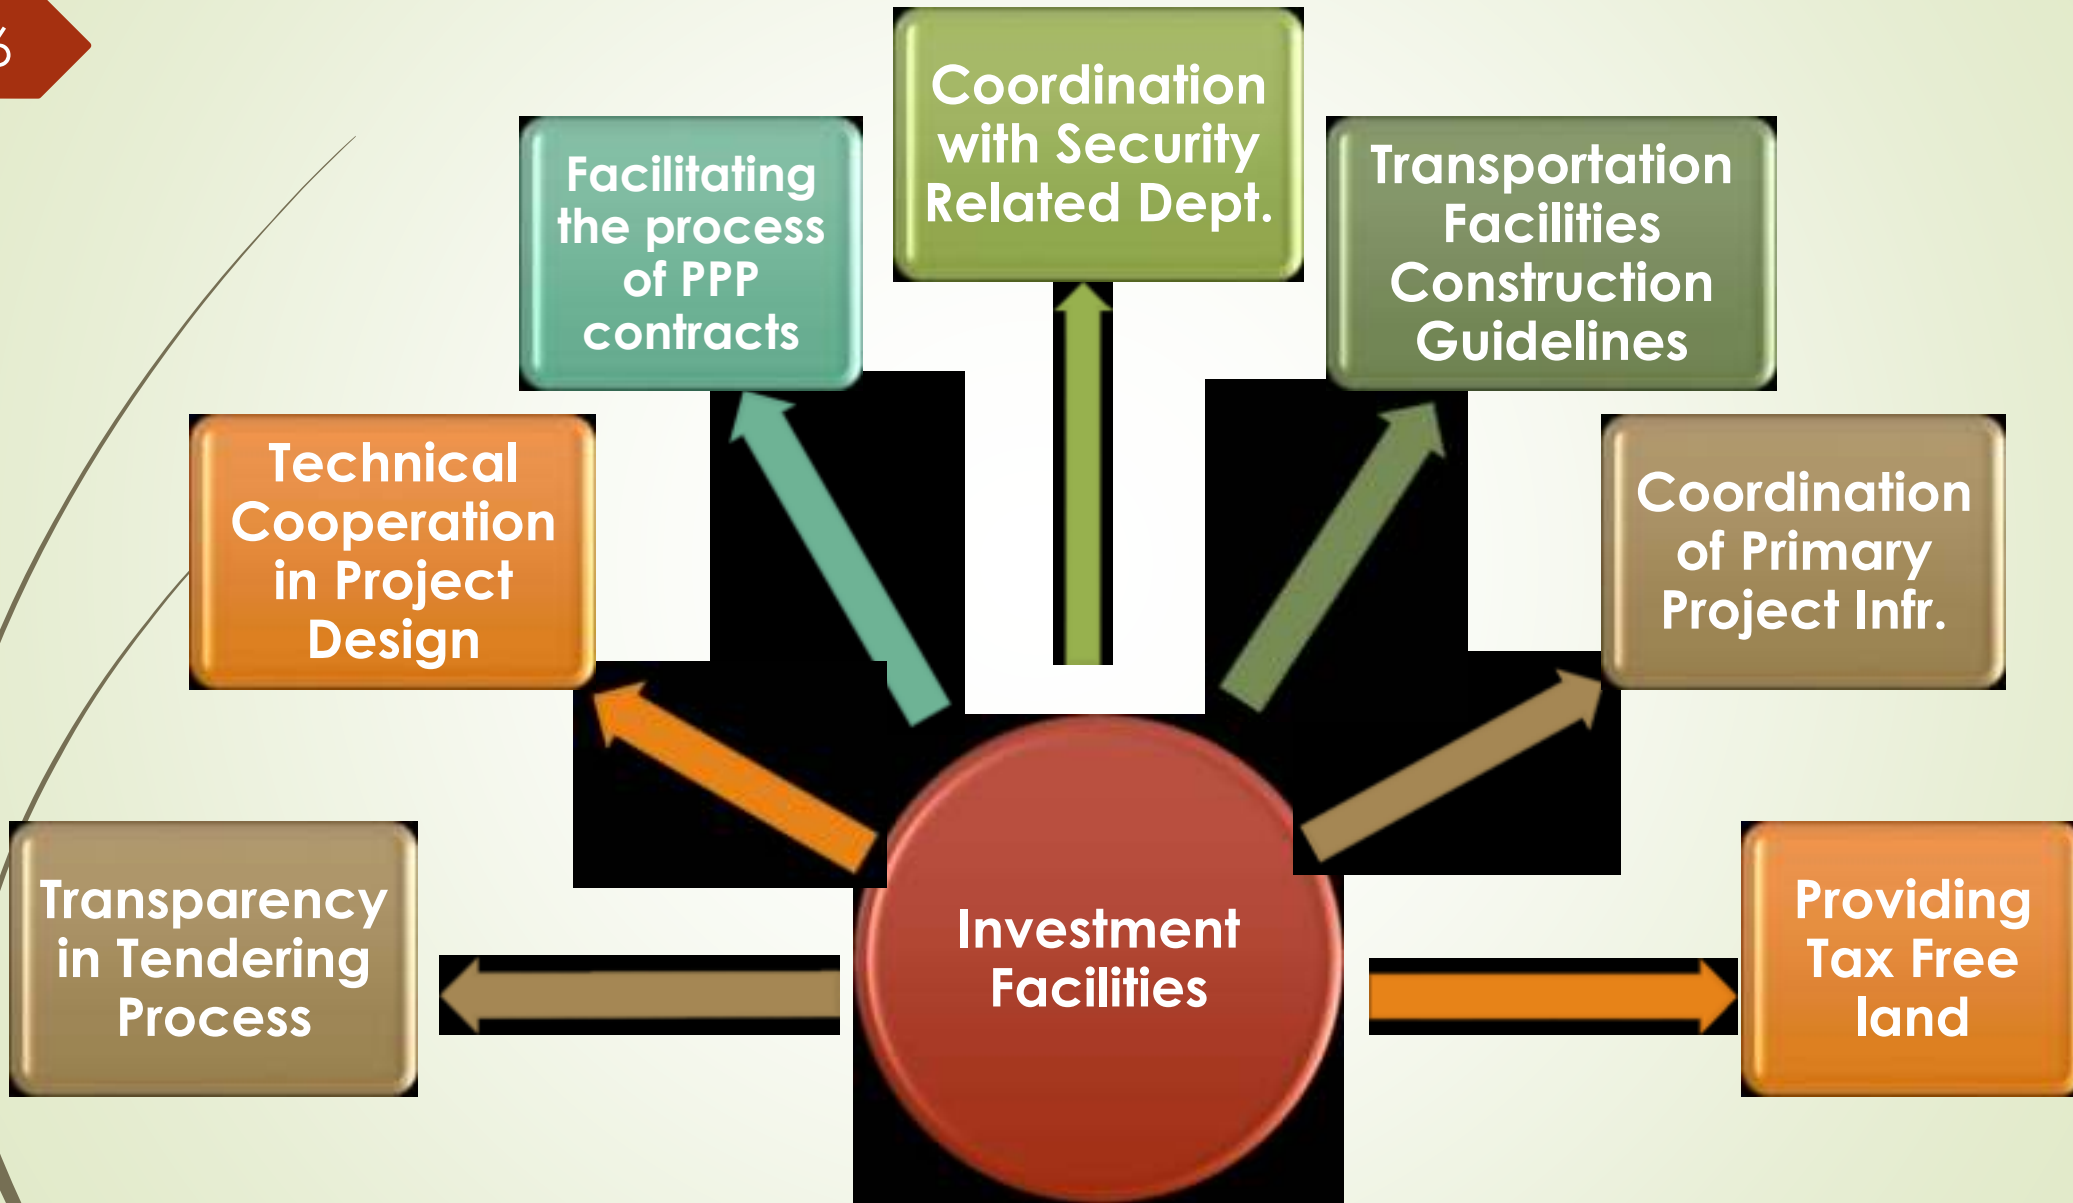 6
Coordination
with Security
Related Dept.
Facilitating
the process
of PPP
contracts
Transportation
Facilities
Construction
Guidelines
Technical
Cooperation
in Project
Design
Coordination
of Primary
Project Infr.
Transparency
in Tendering
Process
Investment
Facilities
Providing
Tax Free
land